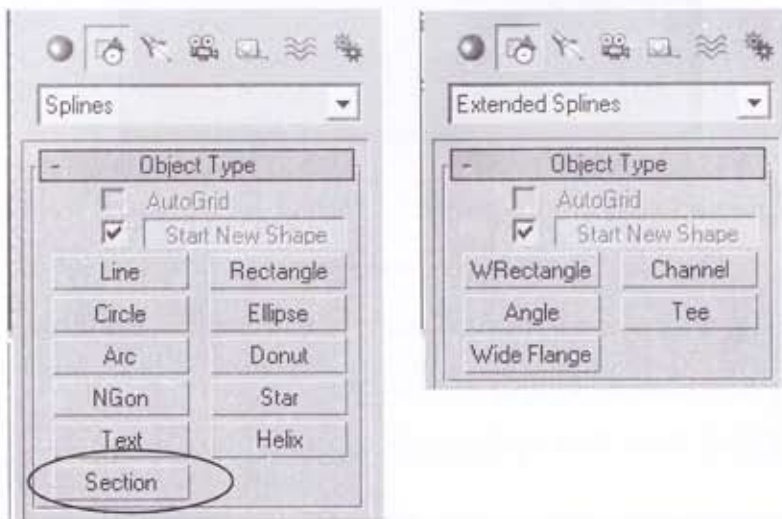 Splines
- Object Type
AutoGrid
Start New Shape
Line Rectangle
Circle Ellipse
Arc Donut
NGon Star
Text Helix
Section
Extended Splines
- Object Type
AutoGrid
Start New Shape
WRectangle Channel
Angle Tee
Wide Flange